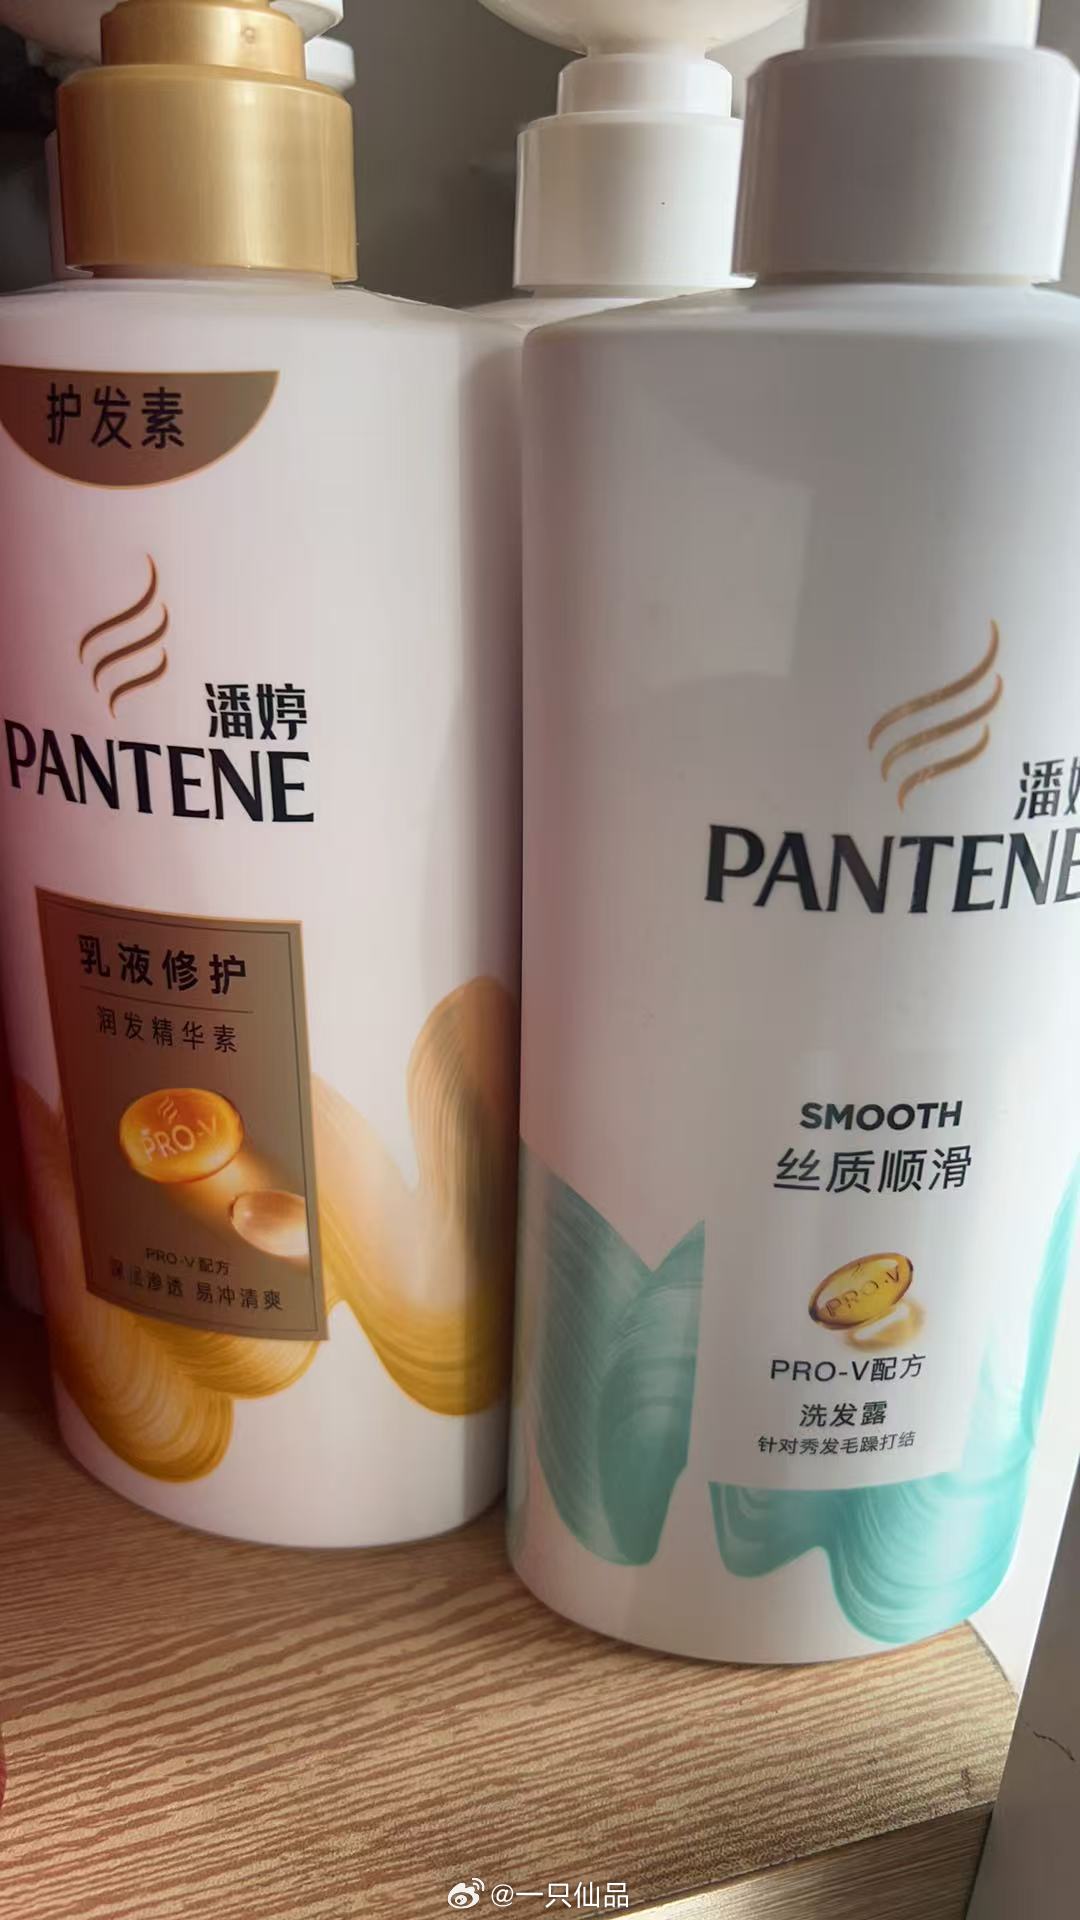 护发素
潘婷
PANTENE
乳液修护
润发精华素
PRO-V
PRO-V配方
渗透 易冲清爽
潘婷
PANTENE
SMOOTH
丝质顺滑
PRO-V
PRO-V配方
洗发露
针对秀发毛躁打结
@一只仙品